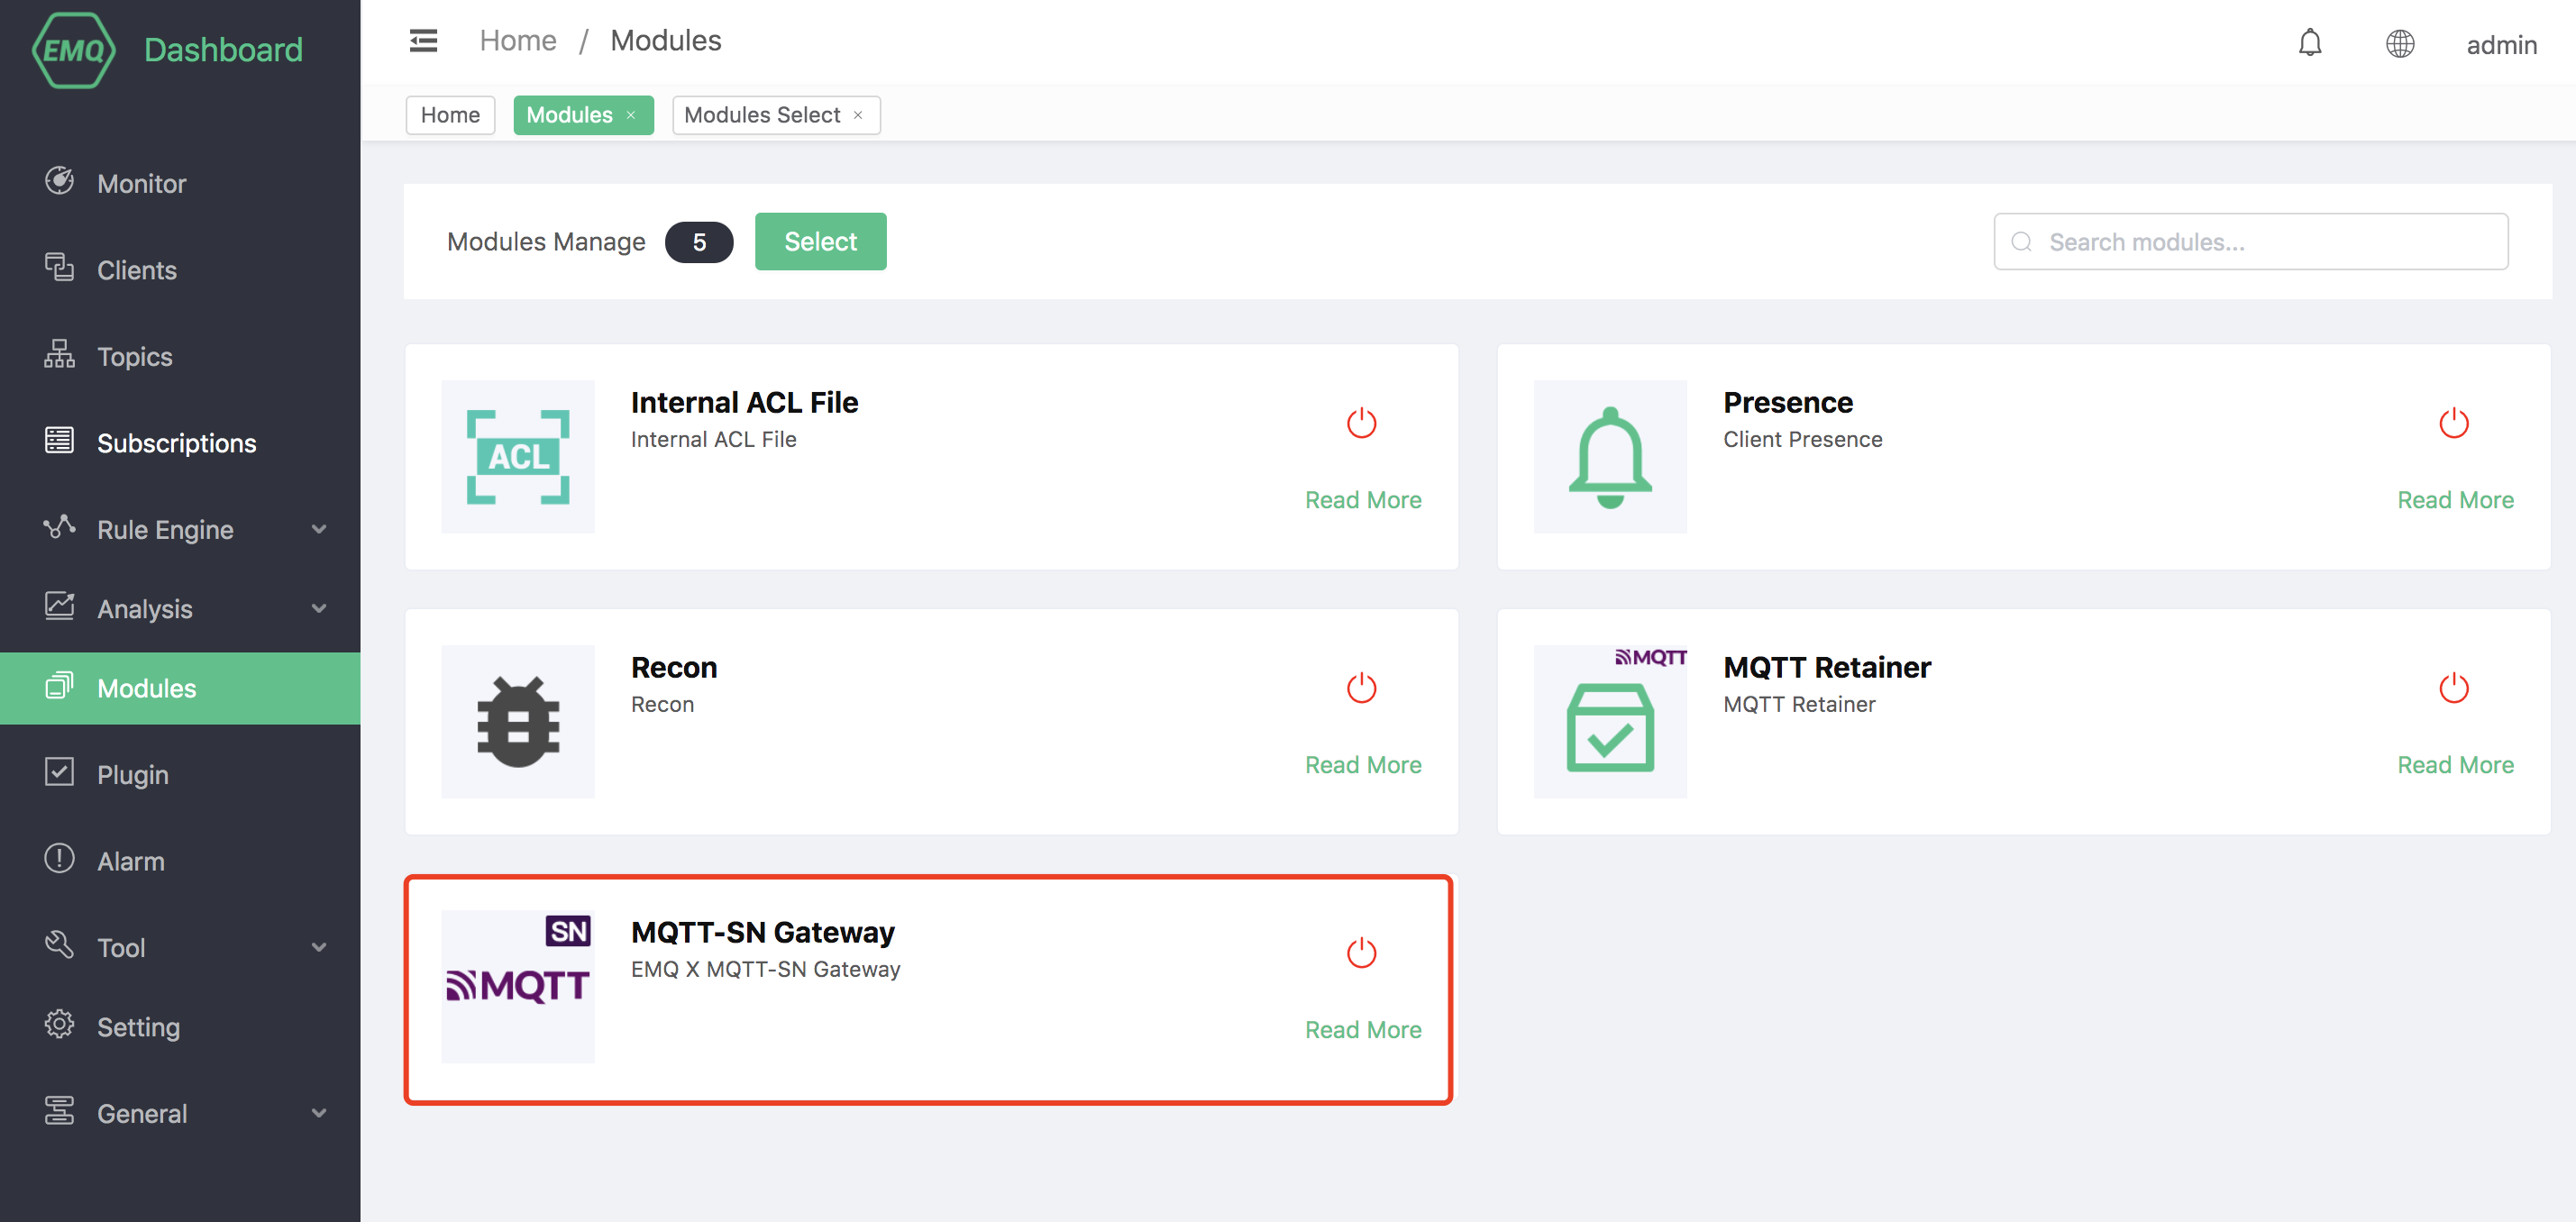 EMQ Dashboard
Home / Modules
admin
Home
Modules ×
Modules Select ×
Monitor
Clients
Topics
Subscriptions
Rule Engine
Analysis
Modules
Plugin
Alarm
Tool
Setting
General
Modules Manage 5 Select
Search modules...
ACL
Internal ACL File
Internal ACL File
Read More
Presence
Client Presence
Read More
Recon
Recon
Read More
MQTT
MQTT Retainer
MQTT Retainer
Read More
SN
MQTT
MQTT-SN Gateway
EMQ X MQTT-SN Gateway
Read More